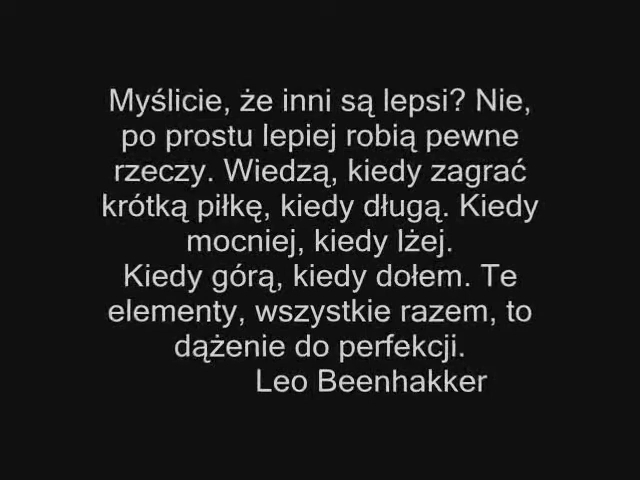 Myślicie, że inni są lepsi? Nie,
po prostu lepiej robią pewne
rzeczy. Wiedzą, kiedy zagrać
krótką piłkę, kiedy długą. Kiedy
mocniej, kiedy lżej.
Kiedy górą, kiedy dołem. Te
elementy, wszystkie razem, to
dążenie do perfekcji.
Leo Beenhakker